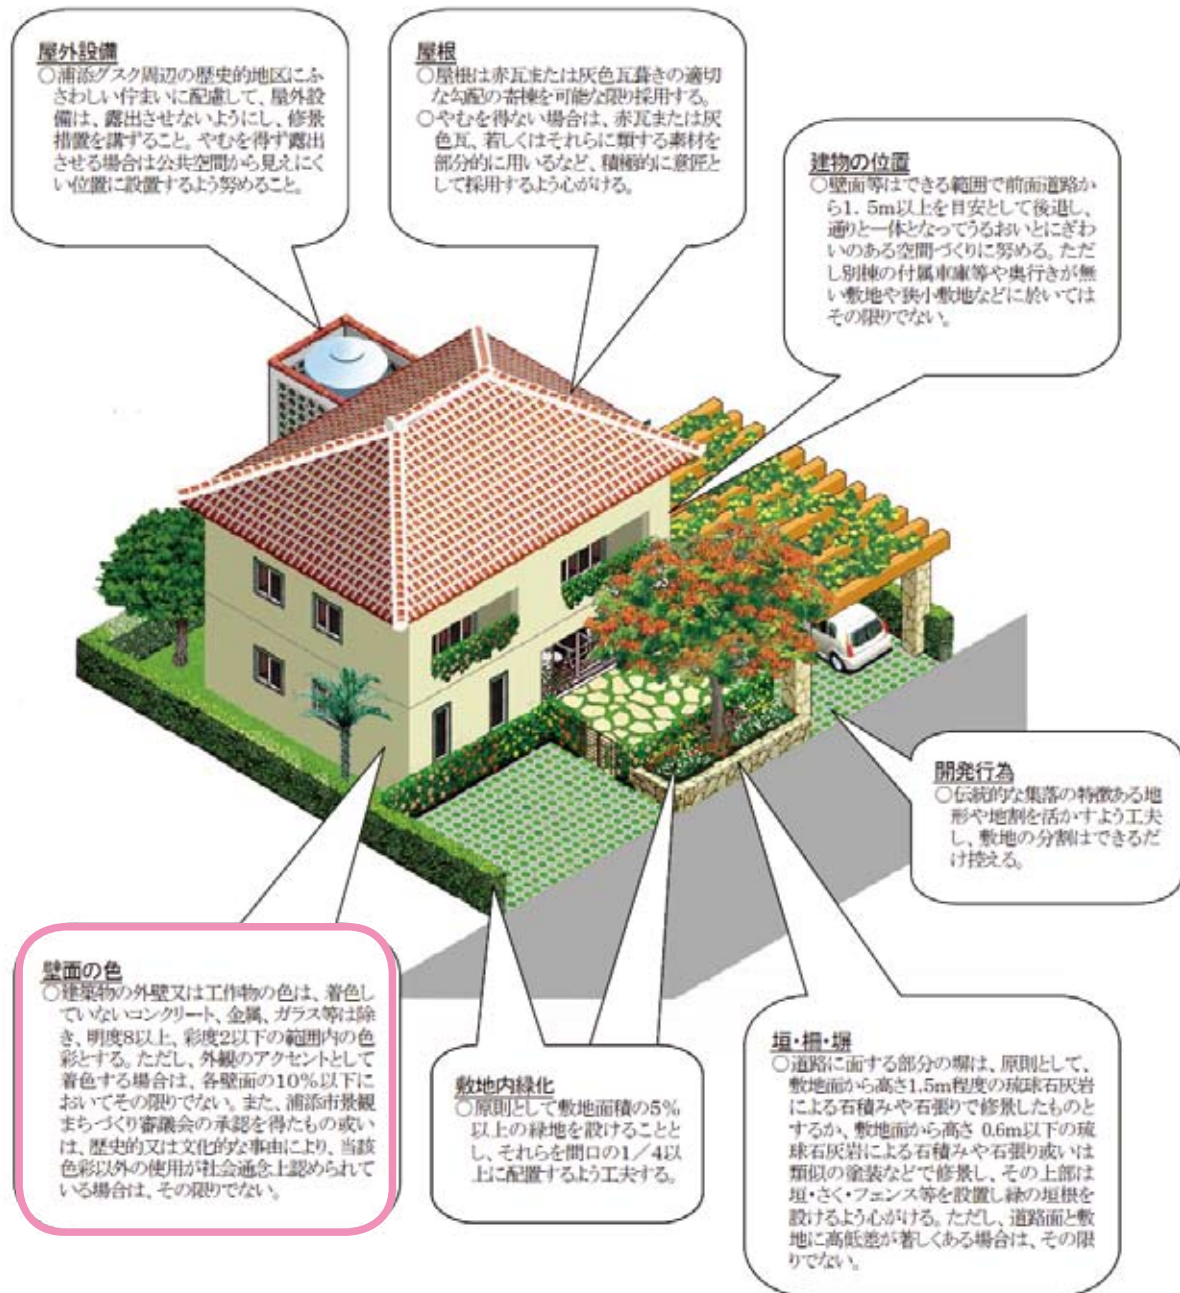 屋外設備
○浦添グスク周辺の歴史的地区にふ
さわしい佇まいに配慮して、屋外設
備は、露出させないようにし、修景
措置を講ずること。やむを得ず露出
させる場合は公共空間から見えにく
い位置に設置するよう努めること。
屋根
○屋根は赤瓦または灰色瓦葺きの適切
な勾配の寄棟を可能な限り採用する。
○やむを得ない場合は、赤瓦または灰
色瓦、若しくはそれらに類する素材を
部分的に用いるなど、積極的に意匠と
して採用するよう心がける。
建物の位置
○壁面等はできる範囲で前面道路か
ら1.5m以上を目安として後退し、
通りと一体となってうるおいとにぎわ
いのある空間づくりに努める。ただ
し別棟の付属車庫等や奥行きが無
い敷地や狭小敷地などに於いては
その限りでない。
開発行為
○伝統的な集落の特徴ある地
形や地割を活かすよう工夫
し、敷地の分割はできるだ
け控える。
壁面の色
○建築物の外壁又は工作物の色は、着色し
ていないコンクリート、金属、ガラス等は除
き、明度8以上、彩度2以下の範囲内の色
彩とする。ただし、外観のアクセントとして
着色する場合は、各壁面の10%以下に
おいてその限りでない。また、浦添市景観
まちづくり審議会の承認を得たもの或い
は、歴史的又は文化的な事由により、当該
色彩以外の使用が社会通念上認められて
いる場合は、その限りでない。
敷地内緑化
○原則として敷地面積の5%
以上の緑地を設けることと
し、それらを間口の1/4以
上に配置するよう工夫する。
垣・柵・塀
○道路に面する部分の塀は、原則として、
敷地面から高さ1.5m程度の琉球石灰岩
による石積みや石張りで修景したものと
するか、敷地面から高さ 0.6m以下の琉
球石灰岩による石積みや石張り或いは
類似の塗装などで修景し、その上部は
垣・さく・フェンス等を設置し緑の垣根を
設けるよう心がける。ただし、道路面と敷
地に高低差が著しくある場合は、その限
りでない。